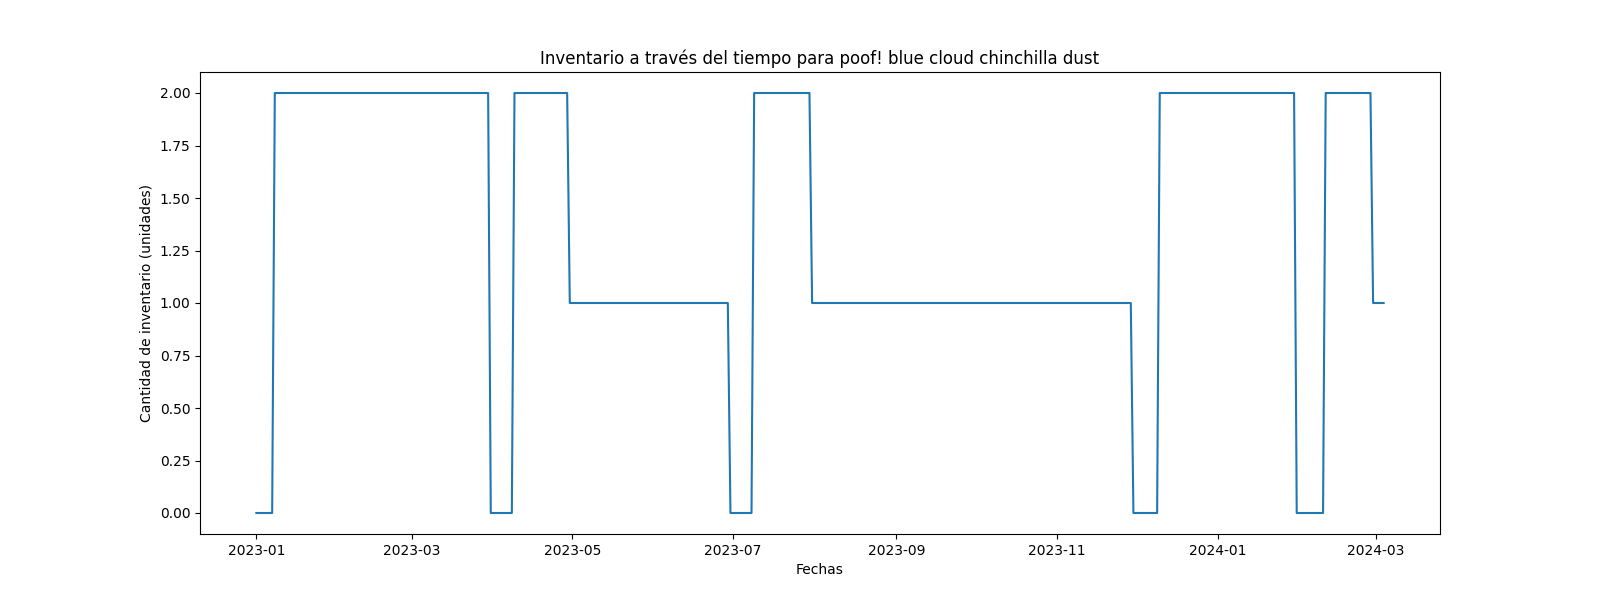 Inventario a través del tiempo para poof! blue cloud chinchilla dust
Cantidad de inventario (unidades)
2.00
1.75
1.50
1.25
1.00
0.75
0.50
0.25
0.00
2023-01 2023-03 2023-05 2023-07 2023-09 2023-11 2024-01 2024-03
Fechas